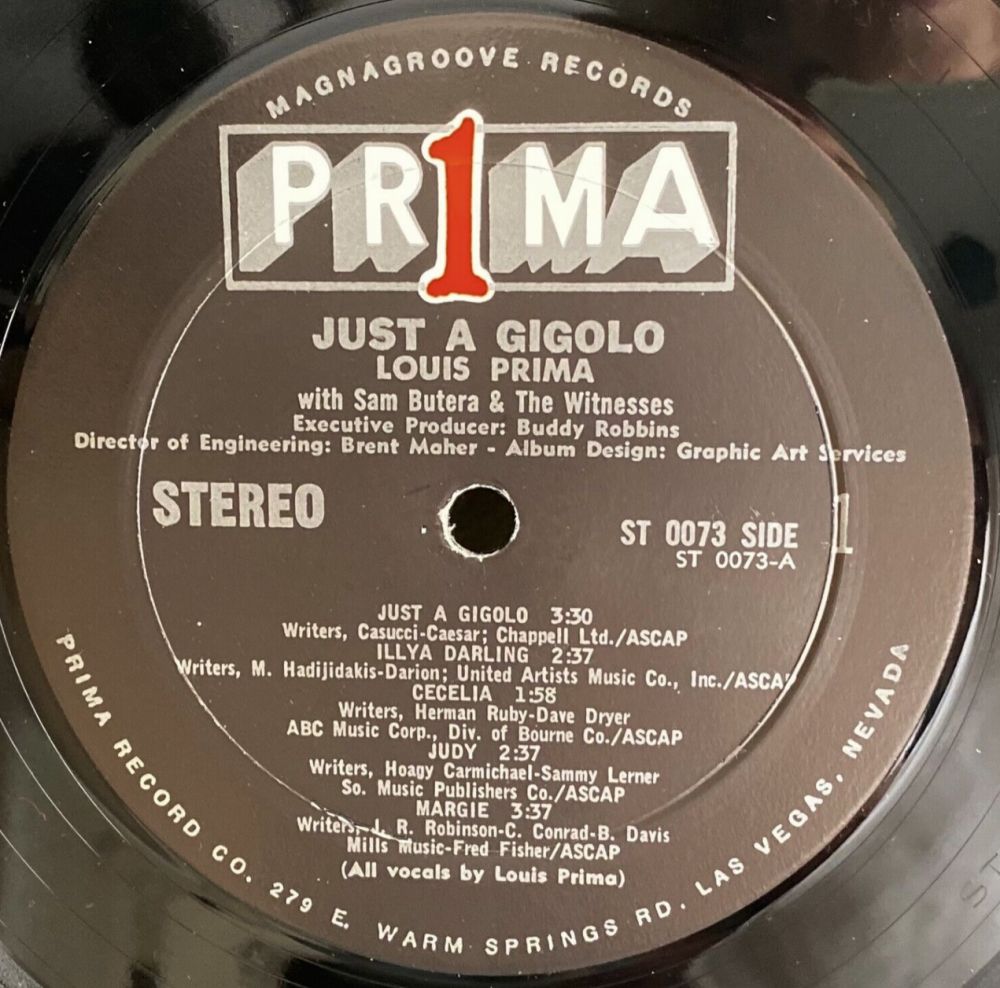 MAGNAGROOVE RECORDS
PR1MA
JUST A GIGOLO
LOUIS PRIMA
with Sam Butera & The Witnesses
Executive Producer: Buddy Robbins
Director of Engineering: Brent Maher - Album Design: Graphic Art Services
STEREO
ST 0073 SIDE 1
ST 0073-A
JUST A GIGOLO 3:30
Writers, Casucci-Caesar; Chappell Ltd./ASCAP
ILLYA DARLING 2:37
Writers, M. Hadijidakis-Darion; United Artists Music Co., Inc./ASCAP
CECELIA 1:58
Writers, Herman Ruby-Dave Dryer
ABC Music Corp., Div. of Bourne Co./ASCAP
JUDY 2:37
Writers, Hoagy Carmichael-Sammy Lerner
So. Music Publishers Co./ASCAP
MARGIE 3:37
Writers, J. R. Robinson-C. Conrad-B. Davis
Mills Music-Fred Fisher/ASCAP
(All vocals by Louis Prima)
PRIMA RECORD CO. 279 E. WARM SPRINGS RD. LAS VEGAS, NEVADA